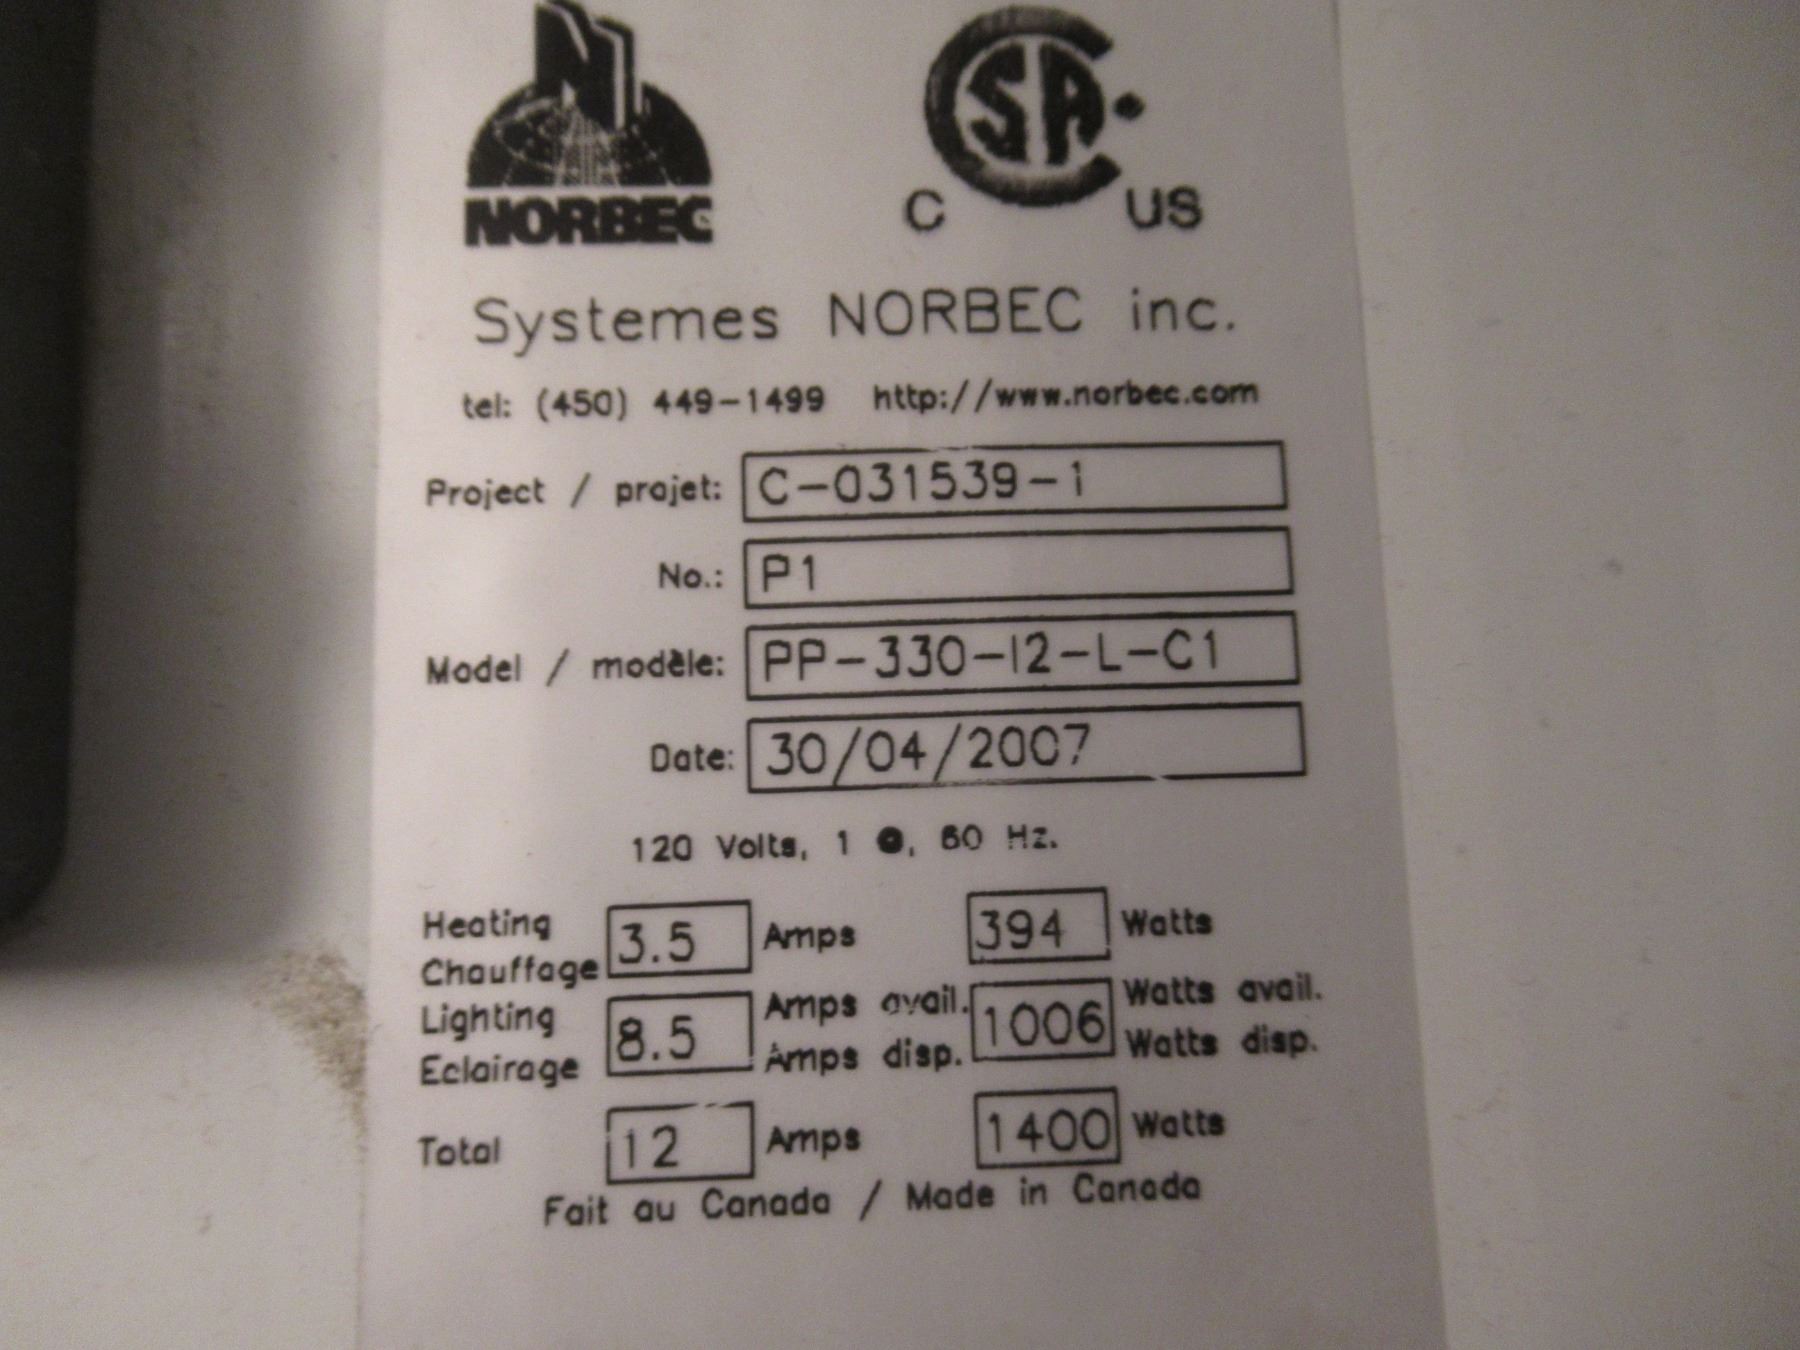 NORBEC
CSA
C US
Systemes NORBEC inc.
tel: (450) 449-1499 http://www.norbec.com
Project / projet: C-031539-1
No.: P1
Model / modèle: PP-330-12-L-C1
Date: 30/04/2007
120 Volts, 1 Ø, 60 Hz.
Heating 3.5 Amps 394 Watts
Chauffage
Lighting 8.5 Amps avail. 1006 Watts avail.
Eclairage Amps disp. Watts disp.
Total 12 Amps 1400 Watts
Fait au Canada / Made in Canada